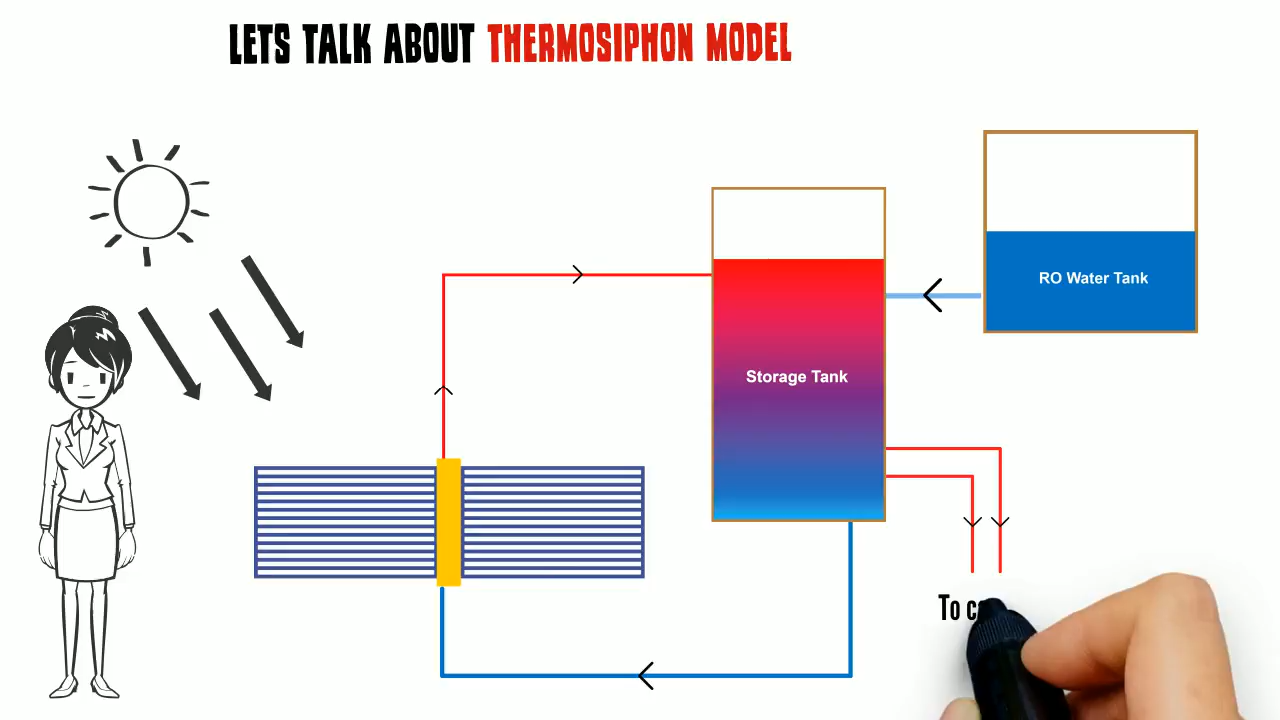 LETS TALK ABOUT THERMOSIPHON MODEL
RO Water Tank
Storage Tank
To